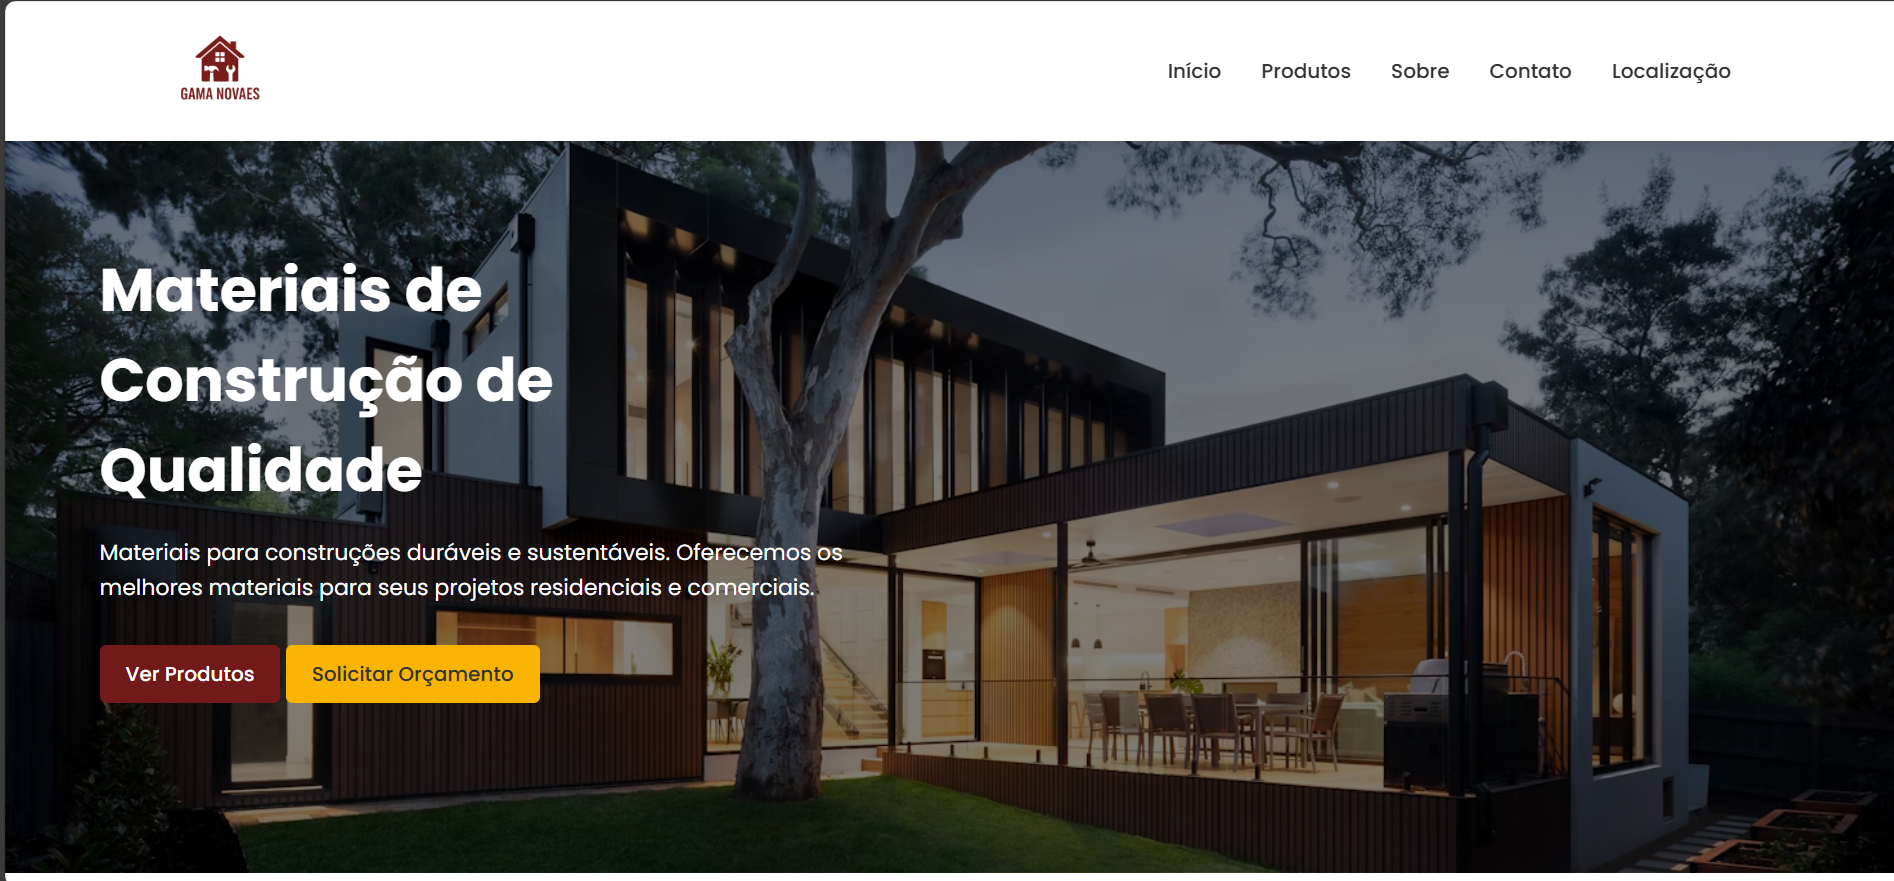 GAMA NOVAES
Início Produtos Sobre Contato Localização
Materiais de
Construção de
Qualidade
Materiais para construções duráveis e sustentáveis. Oferecemos os
melhores materiais para seus projetos residenciais e comerciais.
Ver Produtos Solicitar Orçamento